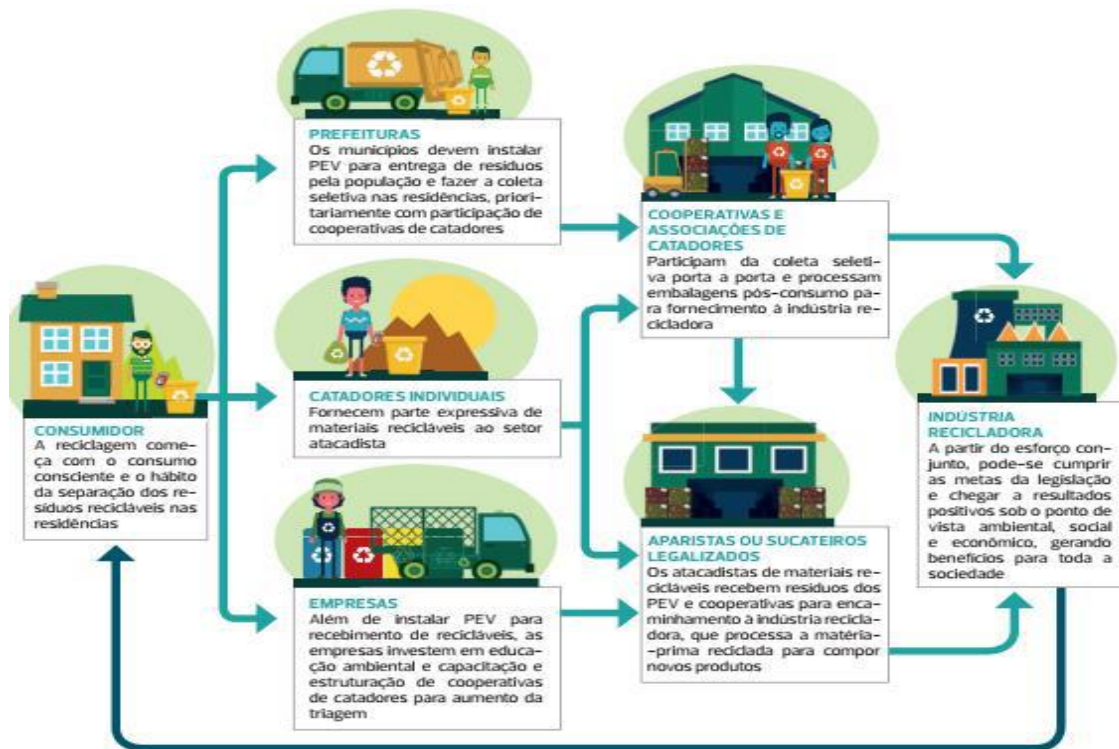 PREFEITURAS
Os municípios devem instalar
PEV para entrega de resíduos
pela população e fazer a coleta
seletiva nas residências, priori-
tariamente com participação de
cooperativas de catadores
COOPERATIVAS E
ASSOCIAÇÕES DE
CATADORES
Participam da coleta seleti-
va porta a porta e processam
embalagens pós-consumo pa-
ra fornecimento à indústria re-
cicladora
CONSUMIDOR
A reciclagem come-
ça com o consumo
consciente e o hábito
da separação dos re-
síduos recicláveis nas
residências
CATADORES INDIVIDUAIS
Fornecem parte expressiva de
materiais recicláveis ao setor
atacadista
INDÚSTRIA
RECICLADORA
A partir do esforço con-
junto, pode-se cumprir
as metas da legislação
e chegar a resultados
positivos sob o ponto de
vista ambiental, social
e econômico, gerando
benefícios para toda a
sociedade
EMPRESAS
Além de instalar PEV para
recebimento de recicláveis, as
empresas investem em educa-
ção ambiental e capacitação e
estruturação de cooperativas
de catadores para aumento da
triagem
APARISTAS OU SUCATEIROS
LEGALIZADOS
Os atacadistas de materiais re-
cicláveis recebem resíduos dos
PEV e cooperativas para enca-
minhamento à indústria recicla-
dora, que processa a matéria-
-prima reciclada para compor
novos produtos